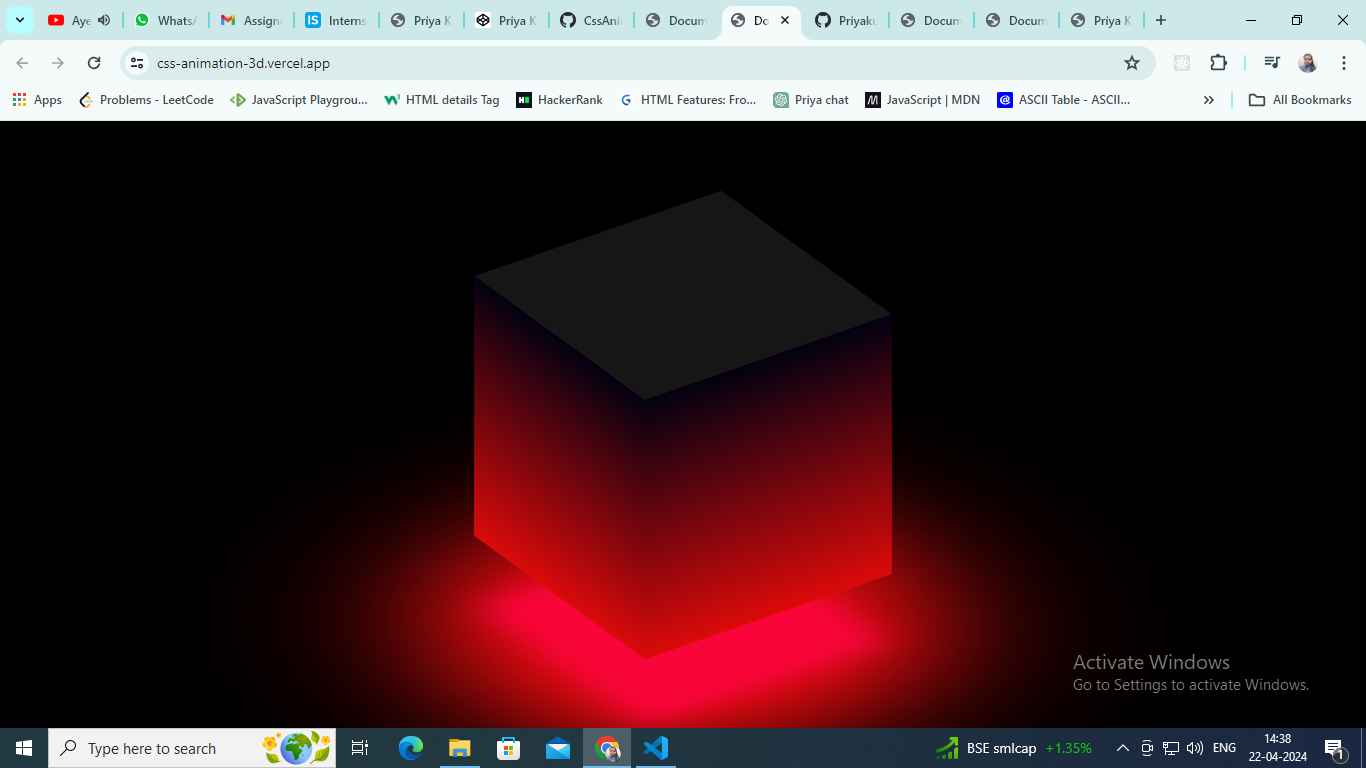 Aye
WhatsA
Assign
Interns
Priya K
Priya K
CssAni
Docum
Do
Priyaku
Docum
Docum
Priya K
css-animation-3d.vercel.app
Apps
Problems - LeetCode
JavaScript Playgrou...
HTML details Tag
HackerRank
HTML Features: Fro...
Priya chat
JavaScript | MDN
ASCII Table - ASCII...
All Bookmarks
Activate Windows
Go to Settings to activate Windows.
Type here to search
BSE smlcap +1.35%
ENG
14:38
22-04-2024
1